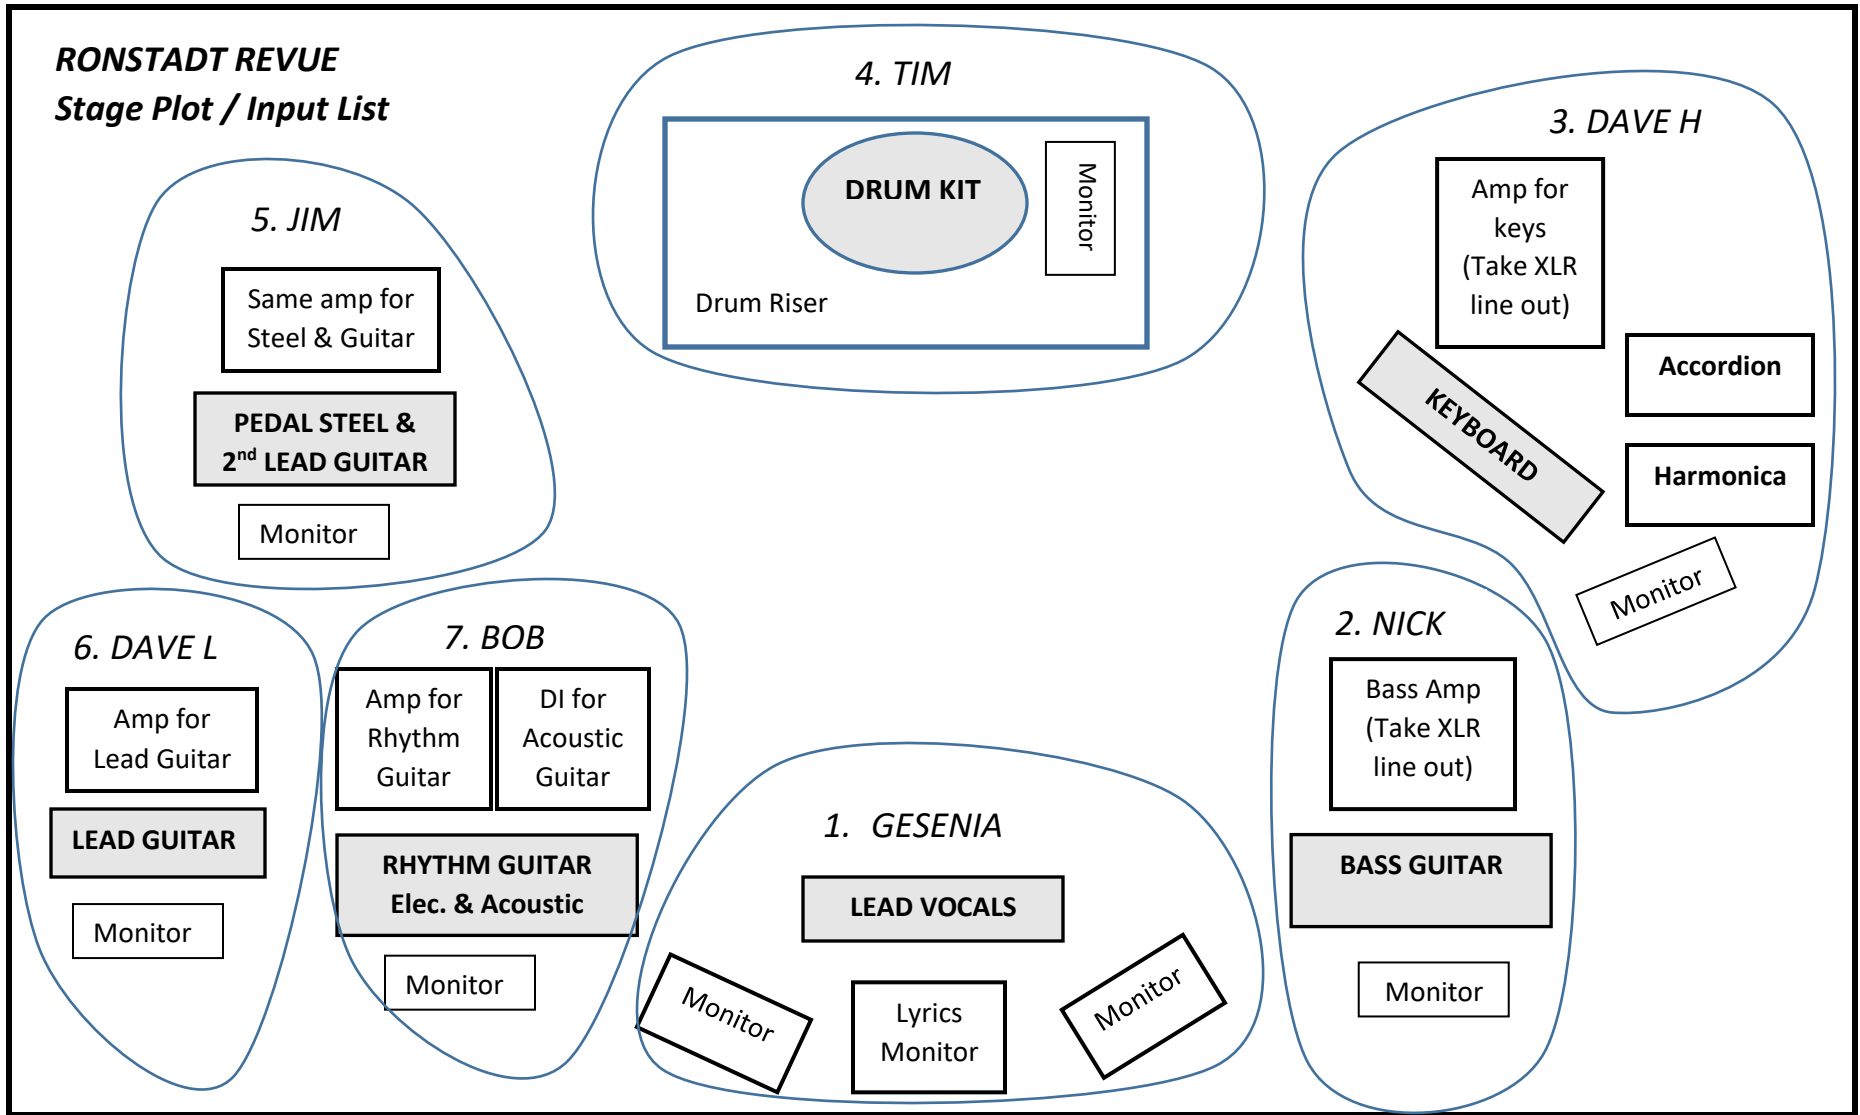 RONSTADT REVUE
Stage Plot / Input List
4. TIM
DRUM KIT
Monitor
Drum Riser
3. DAVE H
Amp for
keys
(Take XLR
line out)
Accordion
KEYBOARD
Harmonica
Monitor
5. JIM
Same amp for
Steel & Guitar
PEDAL STEEL &
2nd LEAD GUITAR
Monitor
6. DAVE L
Amp for
Lead Guitar
LEAD GUITAR
Monitor
7. BOB
Amp for
Rhythm
Guitar
DI for
Acoustic
Guitar
RHYTHM GUITAR
Elec. & Acoustic
Monitor
1. GESENIA
LEAD VOCALS
Monitor
Lyrics
Monitor
Monitor
2. NICK
Bass Amp
(Take XLR
line out)
BASS GUITAR
Monitor